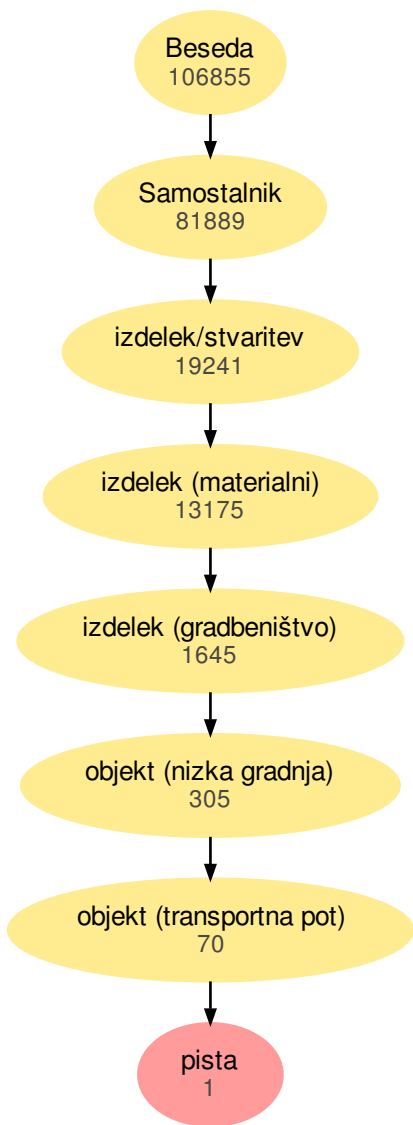 Beseda
106855
Samostalnik
81889
izdelek/stvaritev
19241
izdelek (materialni)
13175
izdelek (gradbeništvo)
1645
objekt (nizka gradnja)
305
objekt (transportna pot)
70
pista
1